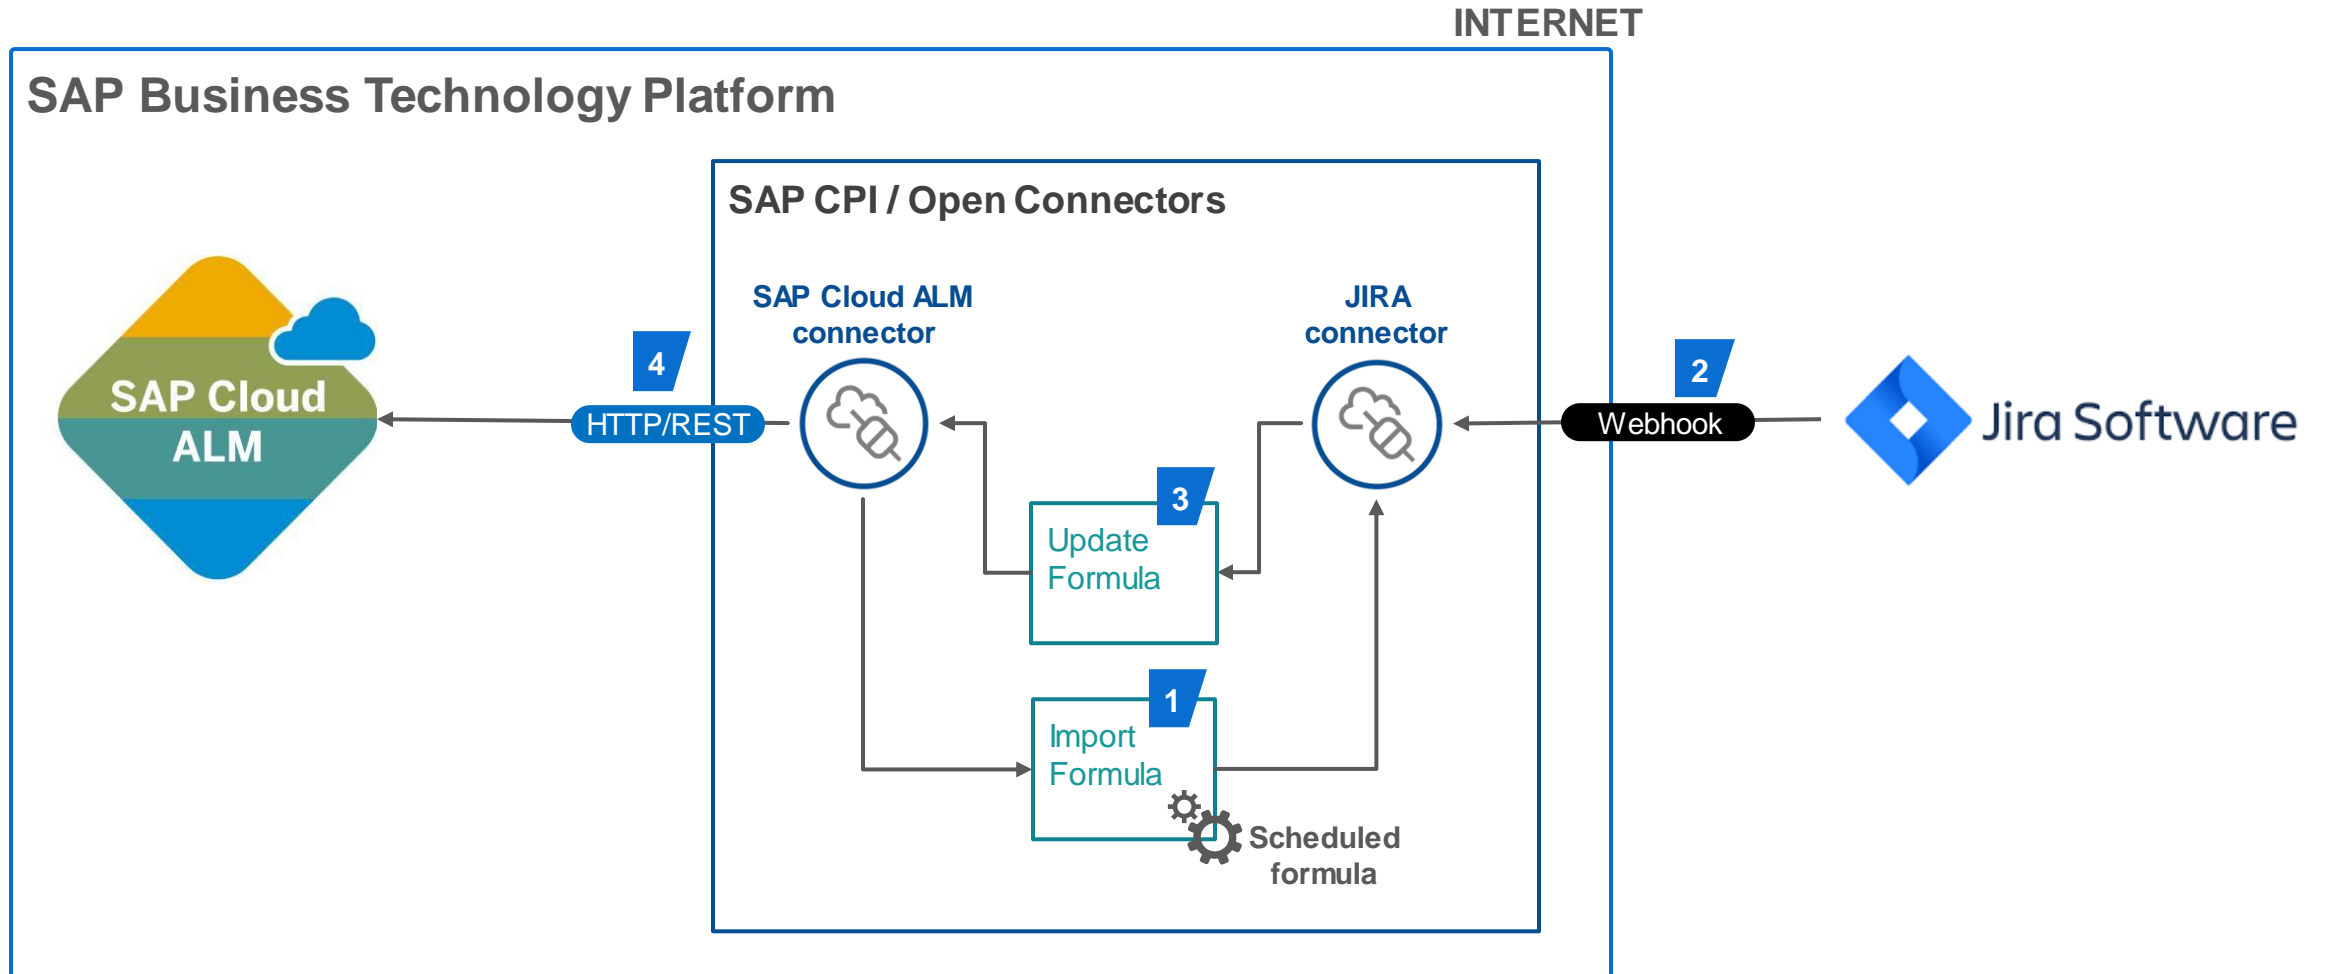 INTERNET
SAP Business Technology Platform
SAP CPI / Open Connectors
SAP Cloud ALM
connector
JIRA
connector
4
2
SAP Cloud
ALM
HTTP/REST
Webhook
Jira Software
3
Update
Formula
1
Import
Formula
Scheduled
formula